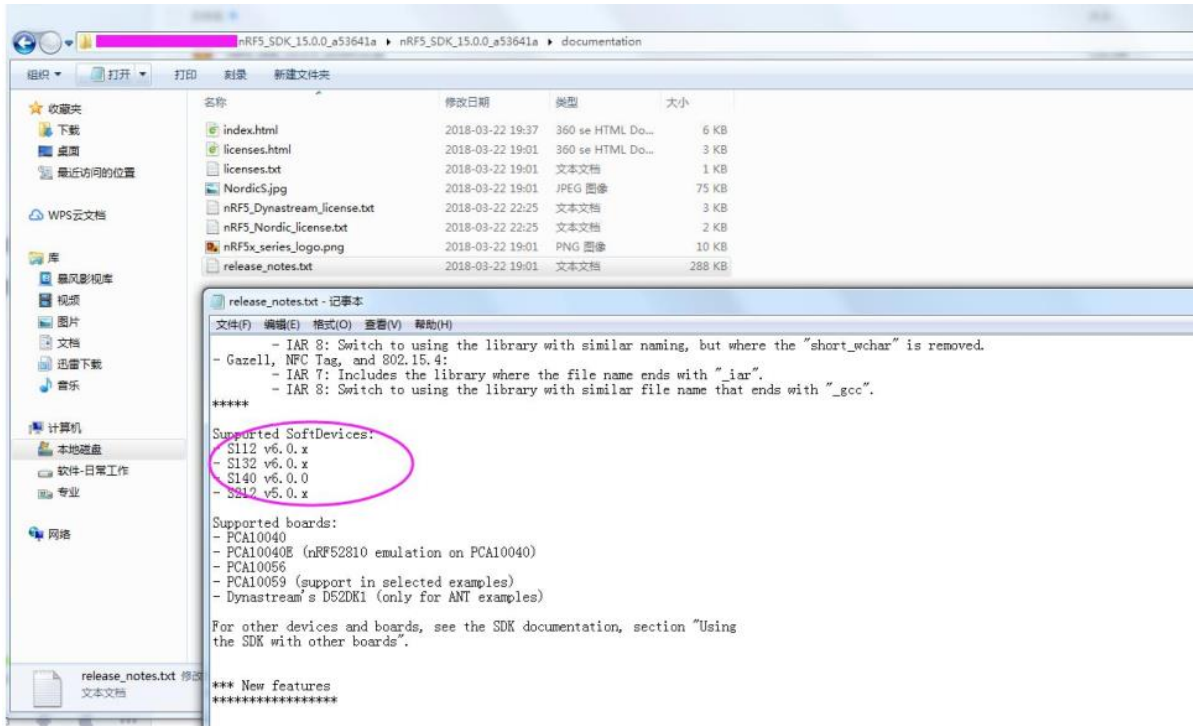 nRF5_SDK_15.0.0_a53641a ▸ nRF5_SDK_15.0.0_a53641a ▸ documentation
组织 打开 打印 刻录 新建文件夹
收藏夹
下载
桌面
最近访问的位置
WPS云文档
库
暴风影视库
视频
图片
文档
迅雷下载
音乐
计算机
本地磁盘
软件-日常工作
专业
网络
名称 修改日期 类型 大小
index.html 2018-03-22 19:37 360 se HTML Do... 6 KB
licenses.html 2018-03-22 19:01 360 se HTML Do... 3 KB
licenses.txt 2018-03-22 19:01 文本文档 1 KB
NordicS.jpg 2018-03-22 19:01 JPEG 图像 75 KB
nRF5_Dynastream_license.txt 2018-03-22 22:25 文本文档 3 KB
nRF5_Nordic_license.txt 2018-03-22 22:25 文本文档 2 KB
nRF5x_series_logo.png 2018-03-22 19:01 PNG 图像 10 KB
release_notes.txt 2018-03-22 19:01 文本文档 288 KB
release_notes.txt - 记事本
文件(F) 编辑(E) 格式(O) 查看(V) 帮助(H)
- IAR 8: Switch to using the library with similar naming, but where the "short_wchar" is removed.
- Gazell, NFC Tag, and 802.15.4:
- IAR 7: Includes the library where the file name ends with "_iar".
- IAR 8: Switch to using the library with similar file name that ends with "_gcc".
*****
Supported SoftDevices:
- S112 v6.0.x
- S132 v6.0.x
- S140 v6.0.0
- S212 v5.0.x
Supported boards:
- PCA10040
- PCA10040E (nRF52810 emulation on PCA10040)
- PCA10056
- PCA10059 (support in selected examples)
- Dynastream's D52DK1 (only for ANT examples)
For other devices and boards, see the SDK documentation, section "Using
the SDK with other boards".
*** New features
*****************
release_notes.txt 修改
文本文档